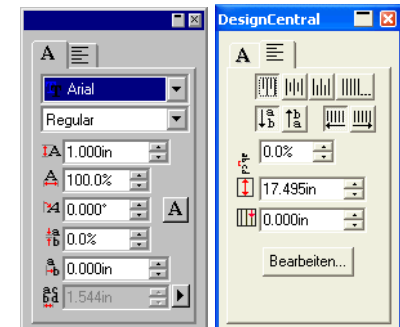 DesignCentral
A
Arial
Regular
A 1.000in
A 100.0%
A 0.000° A
a b 0.0%
a b 0.000in
1.544in
A
a b b a
0.0%
17.495in
0.000in
Bearbeiten...